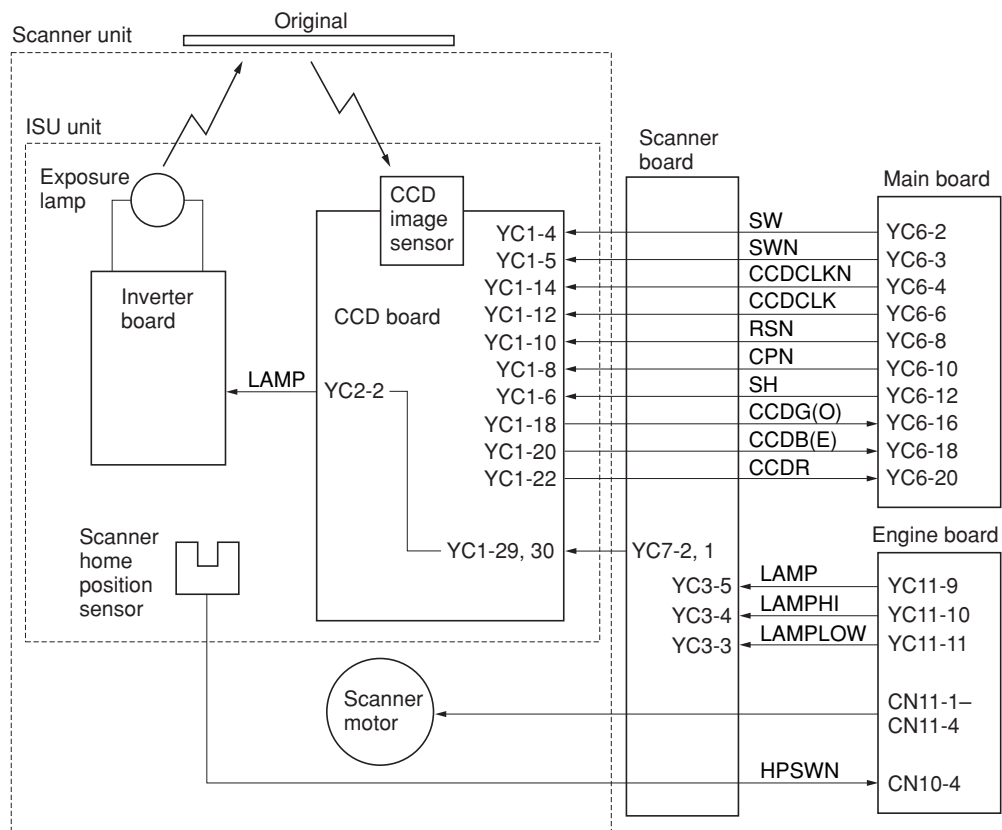 Original
Scanner unit
ISU unit
Exposure
lamp
CCD
image
sensor
Scanner
board
Main board
Inverter
board
CCD board
LAMP
YC2-2
YC1-4
SW
YC6-2
YC1-5
SWN
YC6-3
YC1-14
CCDCLKN
YC6-4
YC1-12
CCDCLK
YC6-6
YC1-10
RSN
YC6-8
YC1-8
CPN
YC6-10
YC1-6
SH
YC6-12
YC1-18
CCDG(O)
YC6-16
YC1-20
CCDB(E)
YC6-18
YC1-22
CCDR
YC6-20
Scanner
home
position
sensor
Engine board
YC1-29, 30
YC7-2, 1
YC3-5
LAMP
YC11-9
YC3-4
LAMPHI
YC11-10
YC3-3
LAMPLOW
YC11-11
Scanner
motor
CN11-1–
CN11-4
HPSWN
CN10-4